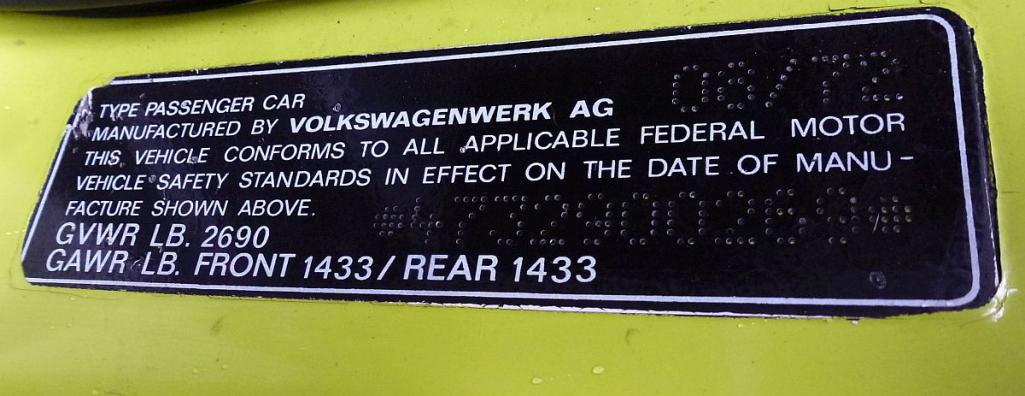 08/72
TYPE PASSENGER CAR
MANUFACTURED BY VOLKSWAGENWERK AG
THIS VEHICLE CONFORMS TO ALL APPLICABLE FEDERAL MOTOR
VEHICLE SAFETY STANDARDS IN EFFECT ON THE DATE OF MANU-
FACTURE SHOWN ABOVE.
GVWR LB. 2690
GAWR LB. FRONT 1433/REAR 1433